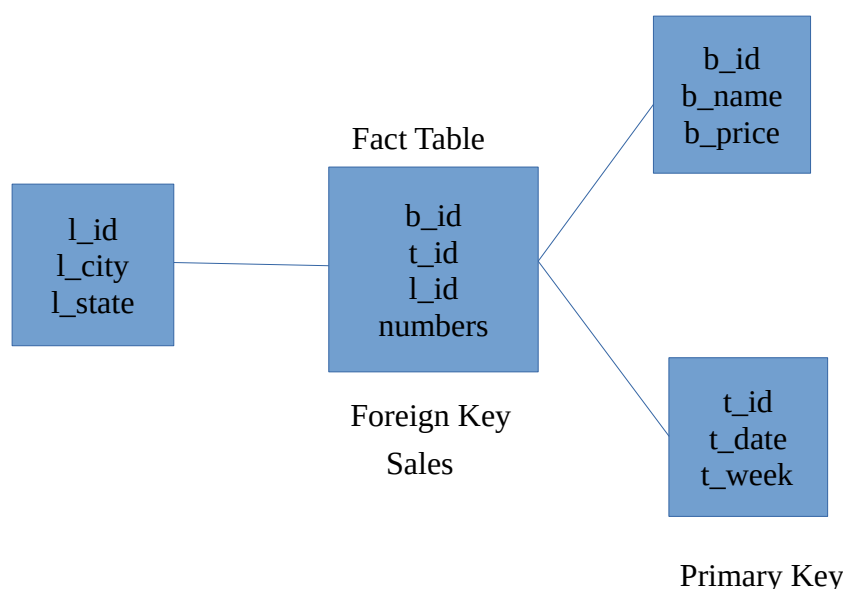 l_id
l_city
l_state
Fact Table
b_id
t_id
l_id
numbers
Foreign Key
Sales
b_id
b_name
b_price
t_id
t_date
t_week
Primary Key